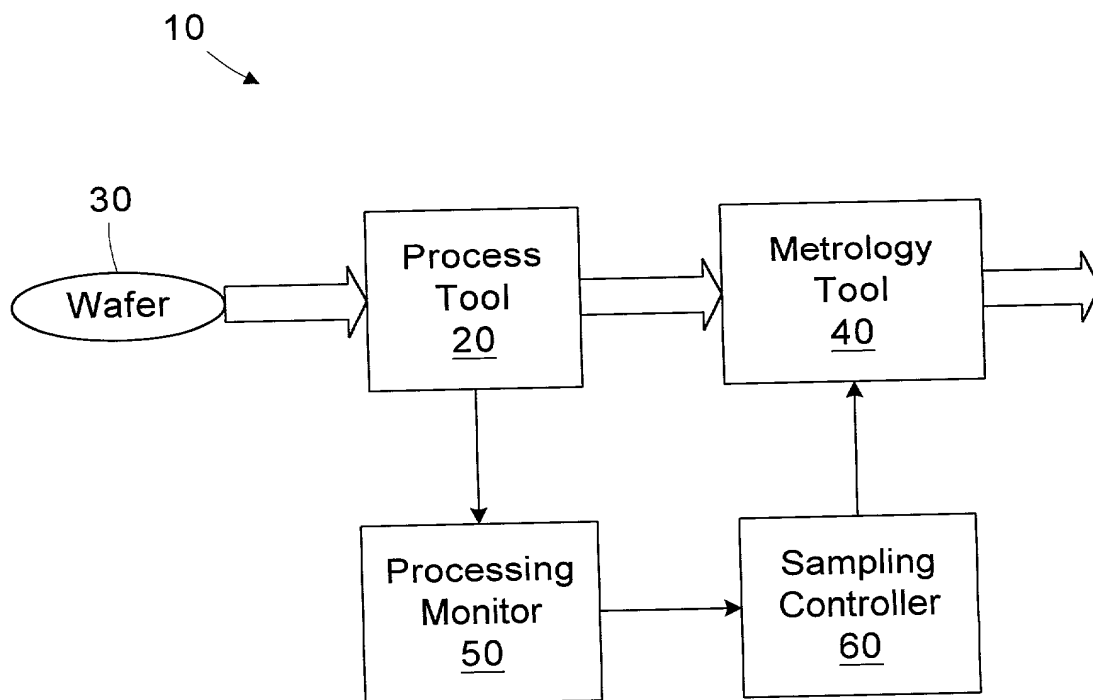 10
30
Wafer
Process
Tool
20
Metrology
Tool
40
Processing
Monitor
50
Sampling
Controller
60